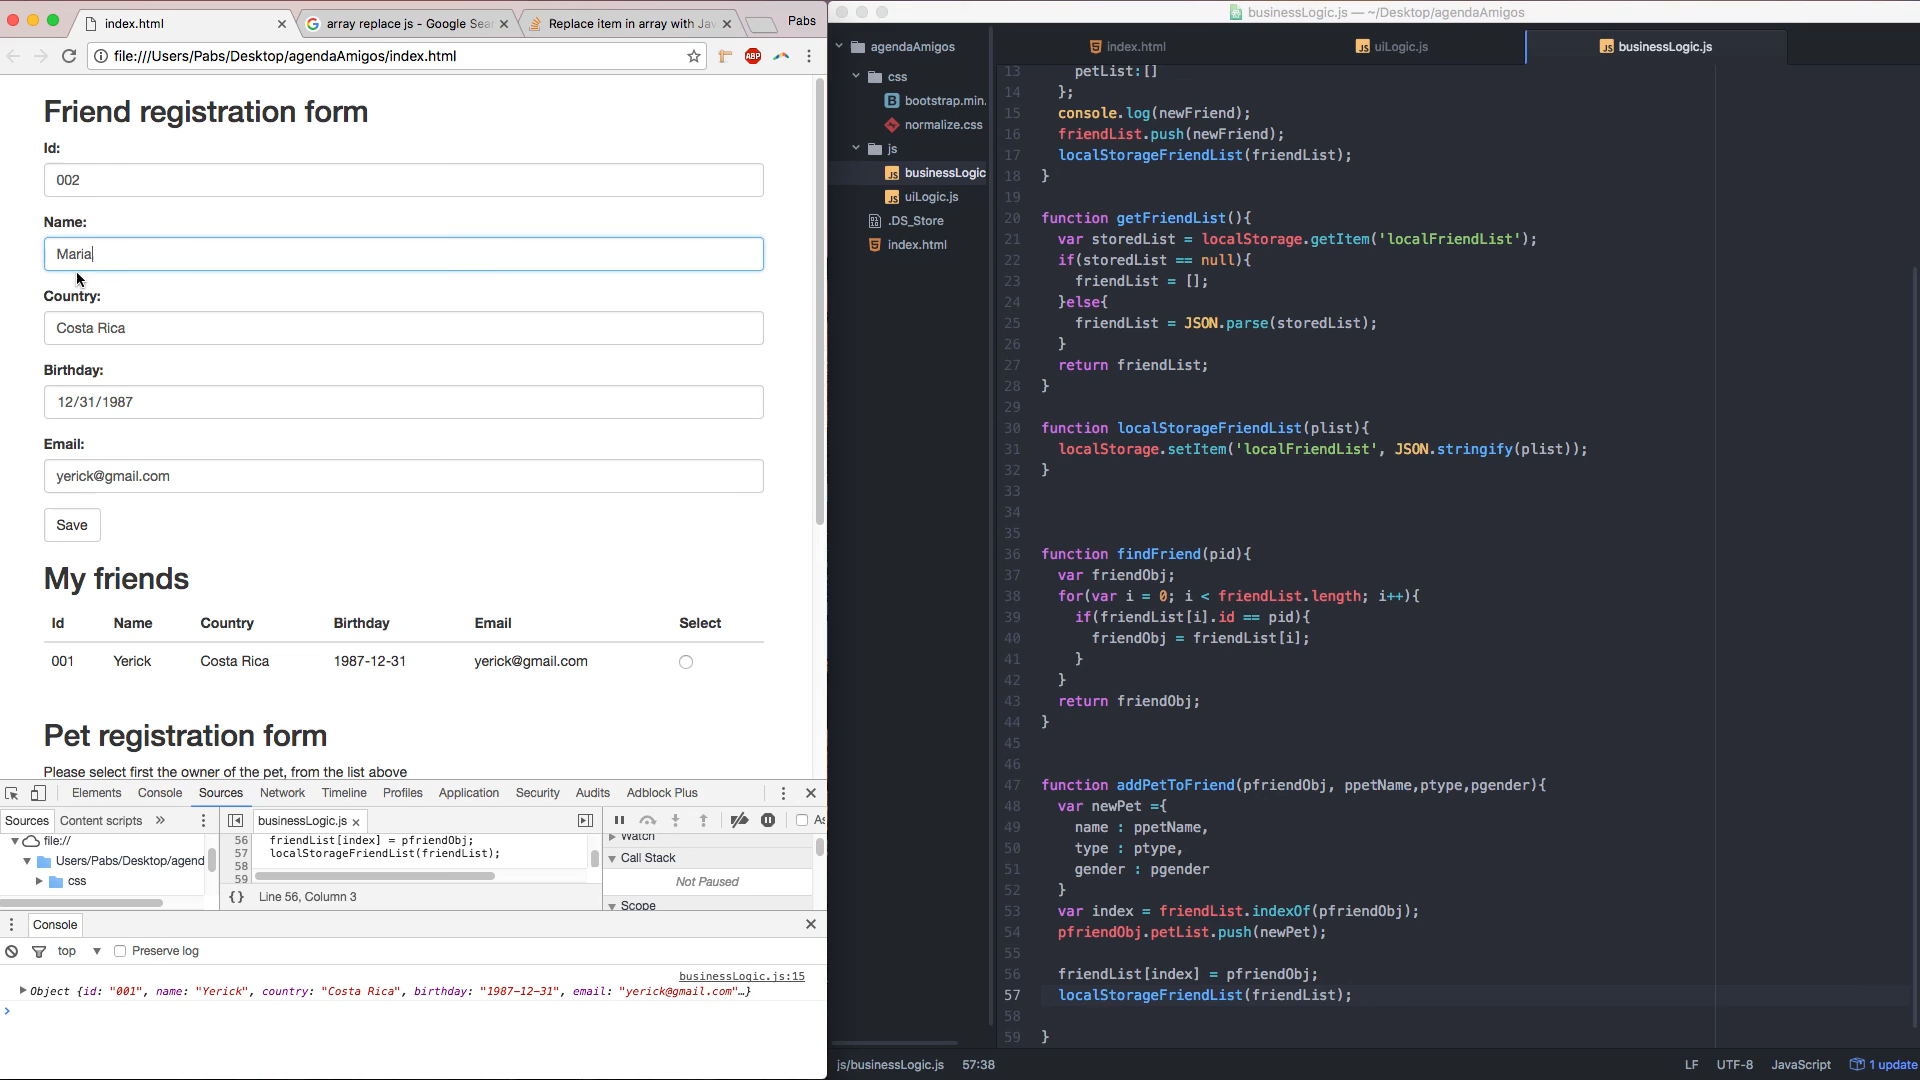 index.html
array replace js - Google Sea
Replace item in array with Jav
Pabs
file:///Users/Pabs/Desktop/agendaAmigos/index.html
ABP
Friend registration form
Id:
002
Name:
Maria
Country:
Costa Rica
Birthday:
12/31/1987
Email:
yerick@gmail.com
Save
My friends
Id Name Country Birthday Email Select
001 Yerick Costa Rica 1987-12-31 yerick@gmail.com
Pet registration form
Please select first the owner of the pet, from the list above
Elements Console Sources Network Timeline Profiles Application Security Audits Adblock Plus
Sources Content scripts »
businessLogic.js
As
file://
Users/Pabs/Desktop/agend
css
56 friendList[index] = pfriendObj;
57 localStorageFriendList(friendList);
58
59
{} Line 56, Column 3
Watch
Call Stack
Not Paused
Scope
Console
top Preserve log
businessLogic.js:15
Object {id: "001", name: "Yerick", country: "Costa Rica", birthday: "1987-12-31", email: "yerick@gmail.com"…}
>
businessLogic.js — ~/Desktop/agendaAmigos
agendaAmigos
css
bootstrap.min.
normalize.css
js
businessLogic
uiLogic.js
.DS_Store
index.html
index.html
uiLogic.js
businessLogic.js
13 petList:[]
14 };
15 console.log(newFriend);
16 friendList.push(newFriend);
17 localStorageFriendList(friendList);
18 }
19
20 function getFriendList(){
21 var storedList = localStorage.getItem('localFriendList');
22 if(storedList == null){
23 friendList = [];
24 }else{
25 friendList = JSON.parse(storedList);
26 }
27 return friendList;
28 }
29
30 function localStorageFriendList(plist){
31 localStorage.setItem('localFriendList', JSON.stringify(plist));
32 }
33
34
35
36 function findFriend(pid){
37 var friendObj;
38 for(var i = 0; i < friendList.length; i++){
39 if(friendList[i].id == pid){
40 friendObj = friendList[i];
41 }
42 }
43 return friendObj;
44 }
45
46
47 function addPetToFriend(pfriendObj, ppetName,ptype,pgender){
48 var newPet ={
49 name : ppetName,
50 type : ptype,
51 gender : pgender
52 }
53 var index = friendList.indexOf(pfriendObj);
54 pfriendObj.petList.push(newPet);
55
56 friendList[index] = pfriendObj;
57 localStorageFriendList(friendList);
58
59 }
js/businessLogic.js 57:38
LF UTF-8 JavaScript 1 update